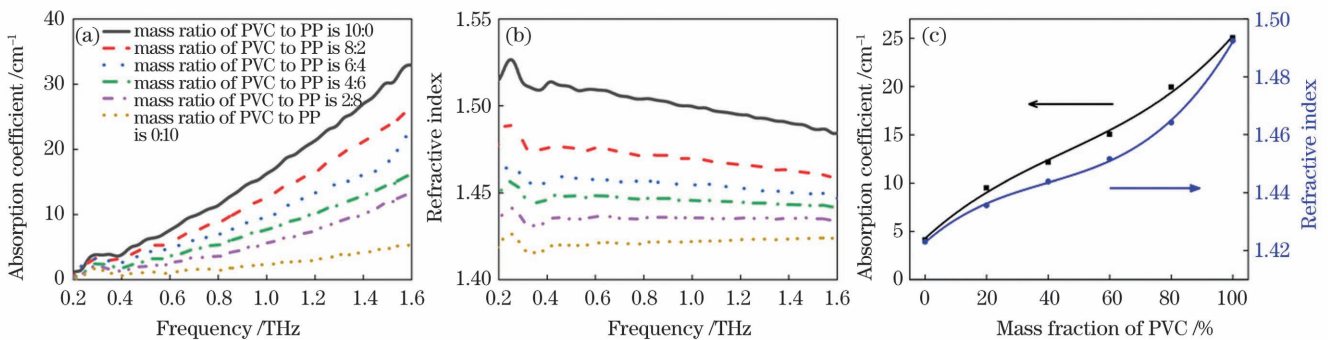 (a)
mass ratio of PVC to PP is 10:0
mass ratio of PVC to PP is 8:2
mass ratio of PVC to PP is 6:4
mass ratio of PVC to PP is 4:6
mass ratio of PVC to PP is 2:8
mass ratio of PVC to PP
is 0:10
Absorption coefficient /cm⁻¹
40
30
20
10
0
0.2 0.4 0.6 0.8 1.0 1.2 1.4 1.6
Frequency /THz
(b)
Refractive index
1.55
1.50
1.45
1.40
0.2 0.4 0.6 0.8 1.0 1.2 1.4 1.6
Frequency /THz
(c)
Absorption coefficient /cm⁻¹
25
20
15
10
5
0
0 20 40 60 80 100
Mass fraction of PVC /%
1.50
1.48
1.46
1.44
1.42
Refractive index